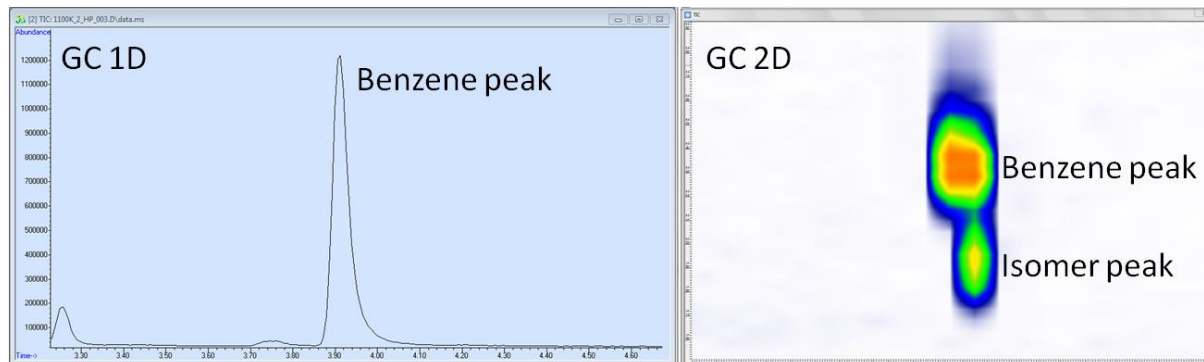 [2] TIC: 1100K_2_HP_003.D\data.ms
Abundance
GC 1D
Benzene peak
1200000
1100000
1000000
900000
800000
700000
600000
500000
400000
300000
200000
100000
Time-->
3.30 3.40 3.50 3.60 3.70 3.80 3.90 4.00 4.10 4.20 4.30 4.40 4.50 4.60
TIC
GC 2D
Benzene peak
Isomer peak